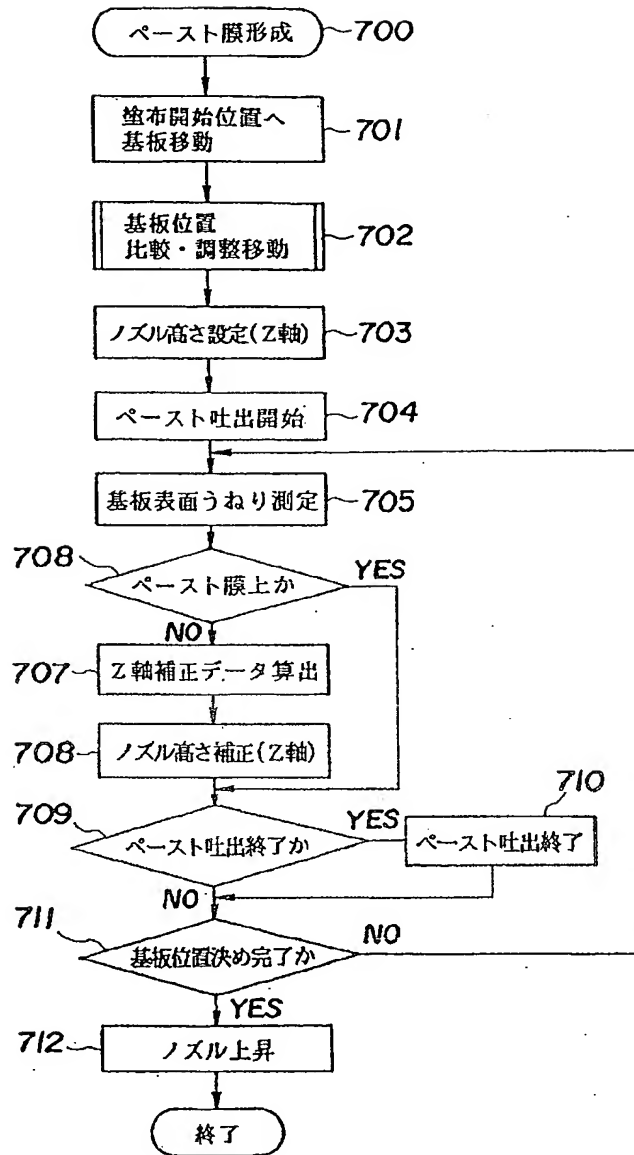 ペースト膜形成
700
塗布開始位置へ
基板移動
701
基板位置
比較・調整移動
702
ノズル高さ設定(Z軸)
703
ペースト吐出開始
704
基板表面うねり測定
705
708
ペースト膜上か
YES
NO
707
Z軸補正データ算出
708
ノズル高さ補正(Z軸)
709
ペースト吐出終了か
YES
710
ペースト吐出終了
NO
711
基板位置決め完了か
NO
YES
712
ノズル上昇
終了